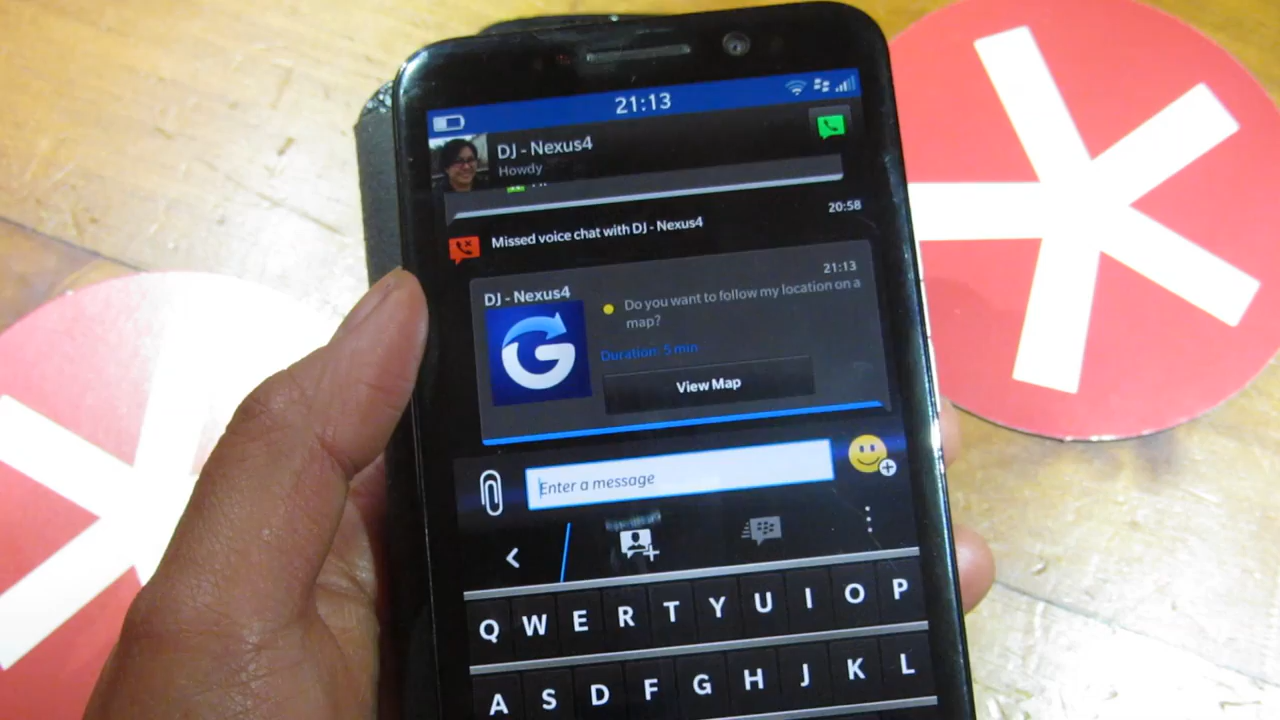 21:13
DJ - Nexus4
Howdy
20:58
Missed voice chat with DJ - Nexus4
21:13
DJ - Nexus4
Do you want to follow my location on a
map?
Duration: 5 min
View Map
Enter a message
Q W E R T Y U I O P
A S D F G H J K L